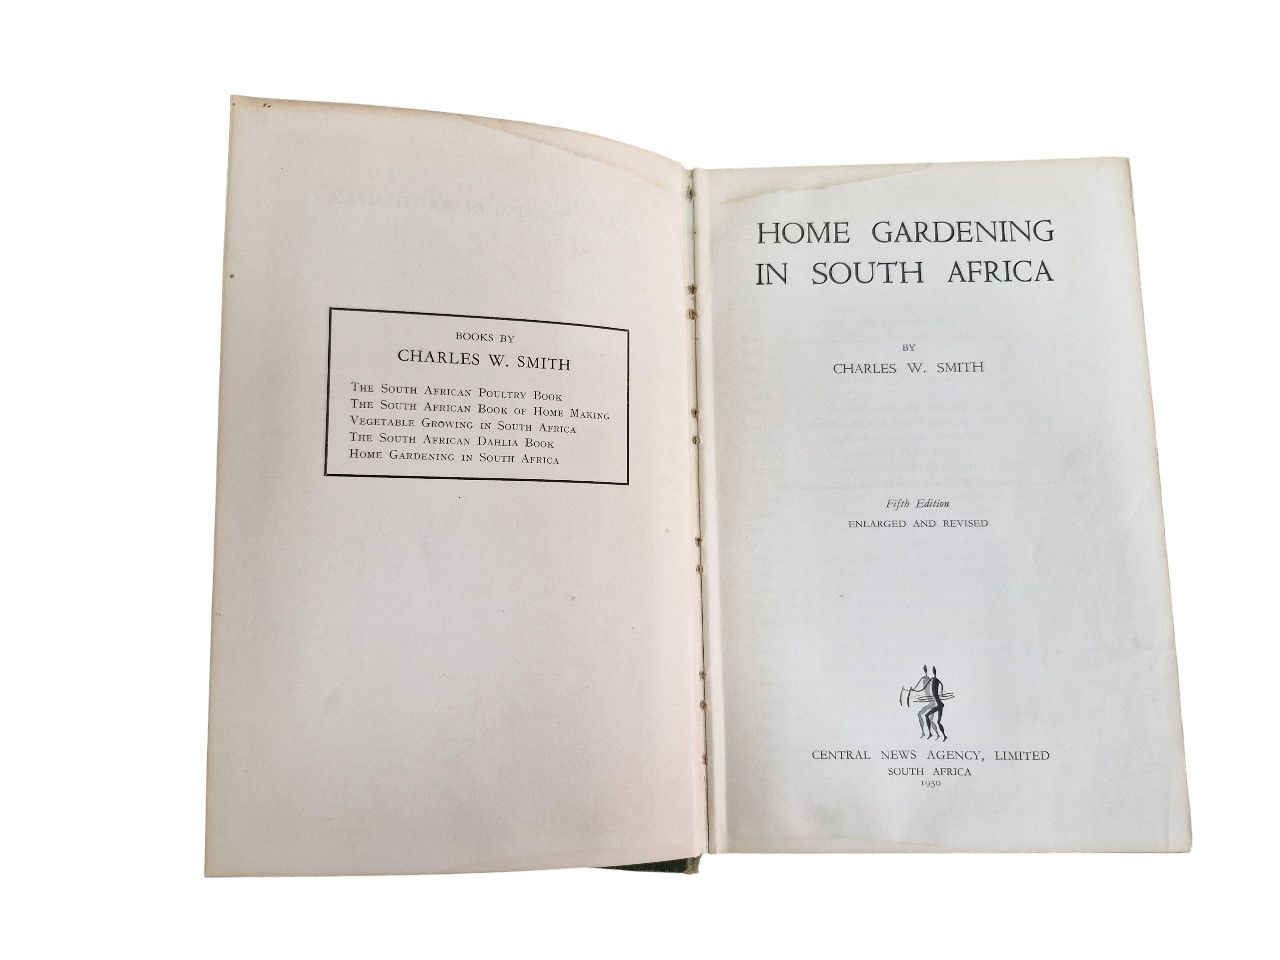 BOOKS BY
CHARLES W. SMITH
THE SOUTH AFRICAN POULTRY BOOK
THE SOUTH AFRICAN BOOK OF HOME MAKING
VEGETABLE GROWING IN SOUTH AFRICA
THE SOUTH AFRICAN DAHLIA BOOK
HOME GARDENING IN SOUTH AFRICA
HOME GARDENING
IN SOUTH AFRICA
BY
CHARLES W. SMITH
Fifth Edition
ENLARGED AND REVISED
CENTRAL NEWS AGENCY, LIMITED
SOUTH AFRICA
1950